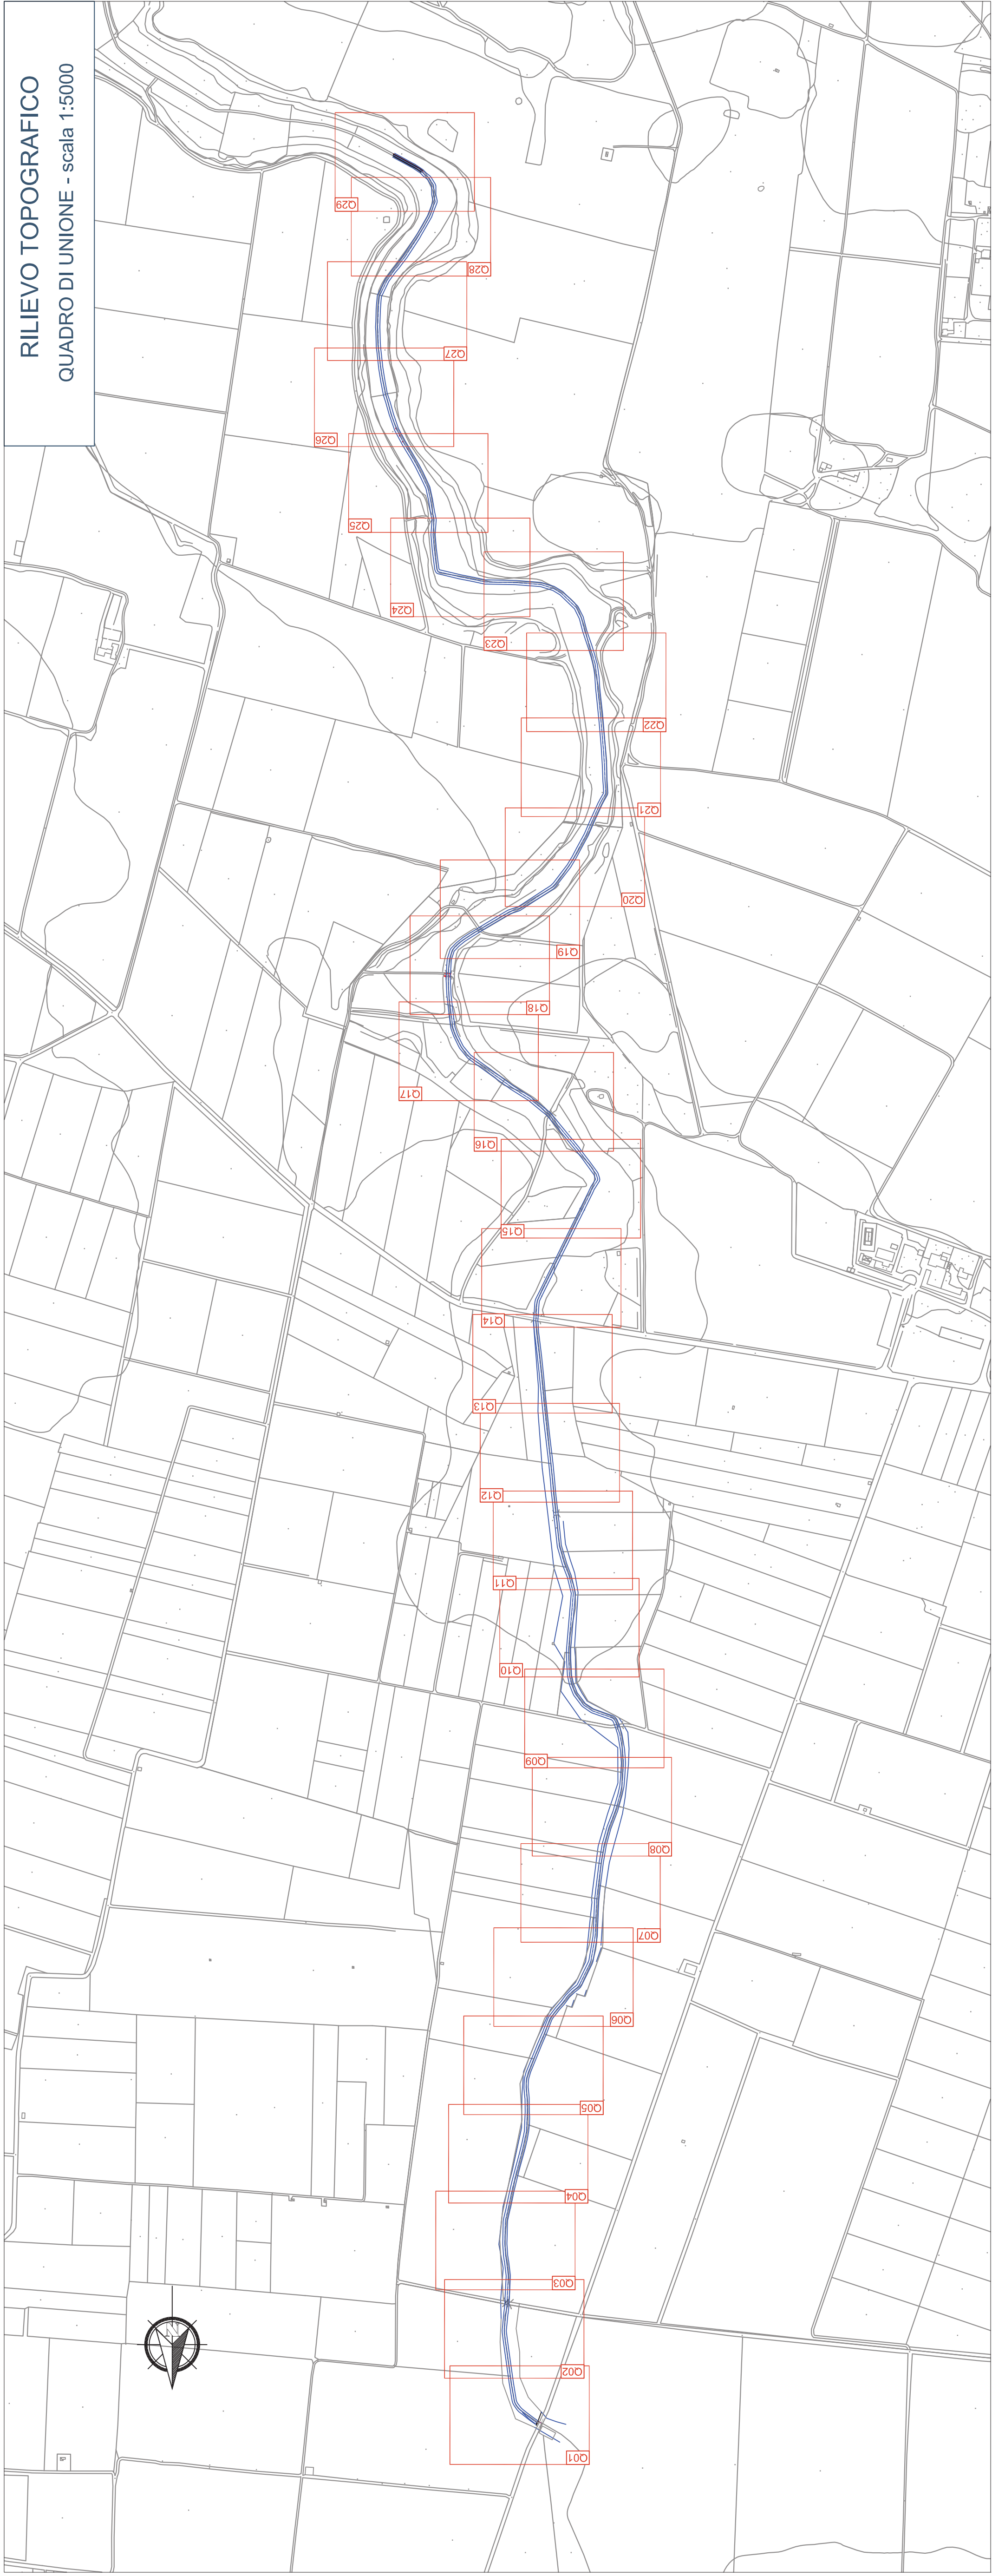 RILIEVO TOPOGRAFICO
QUADRO DI UNIONE - scala 1:5000
Q29
Q28
Q27
Q26
Q25
Q24
Q23
Q22
Q21
Q20
Q19
Q18
Q17
Q16
Q15
Q14
Q13
Q12
Q11
Q10
Q09
Q08
Q07
Q06
Q05
Q04
Q03
Q02
Q01
N